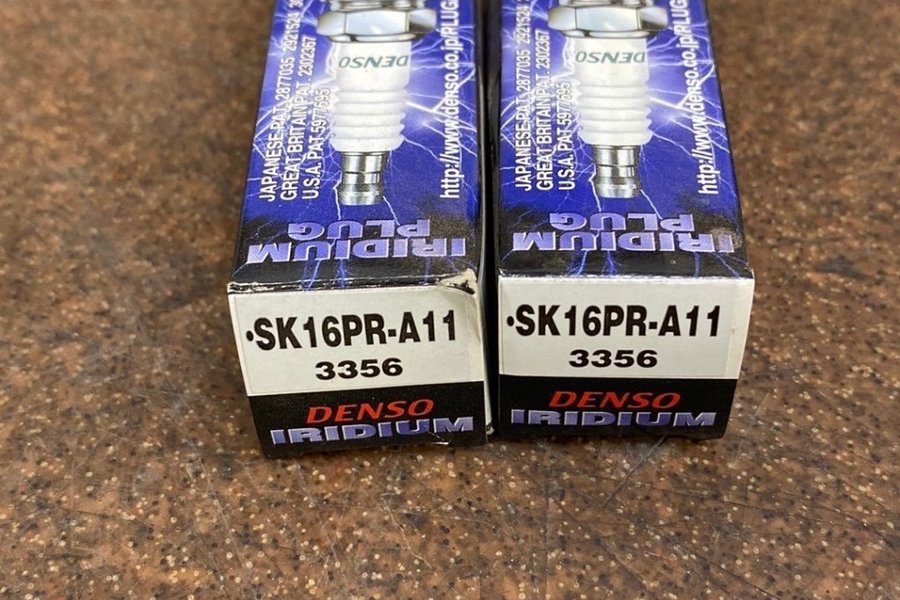 JAPANESE PAT. 2877035 2921524
GREAT BRITAIN PAT. 2302367
U.S.A. PAT 5977695
DENSO
http://www.denso.co.jp/PLUG
IRIDIUM
PLUG
•SK16PR-A11
3356
DENSO
IRIDIUM
JAPANESE PAT. 2877035 2921524
GREAT BRITAIN PAT. 2302367
U.S.A. PAT 5977695
DENSO
http://www.denso.co.jp/PLUG
IRIDIUM
PLUG
•SK16PR-A11
3356
DENSO
IRIDIUM